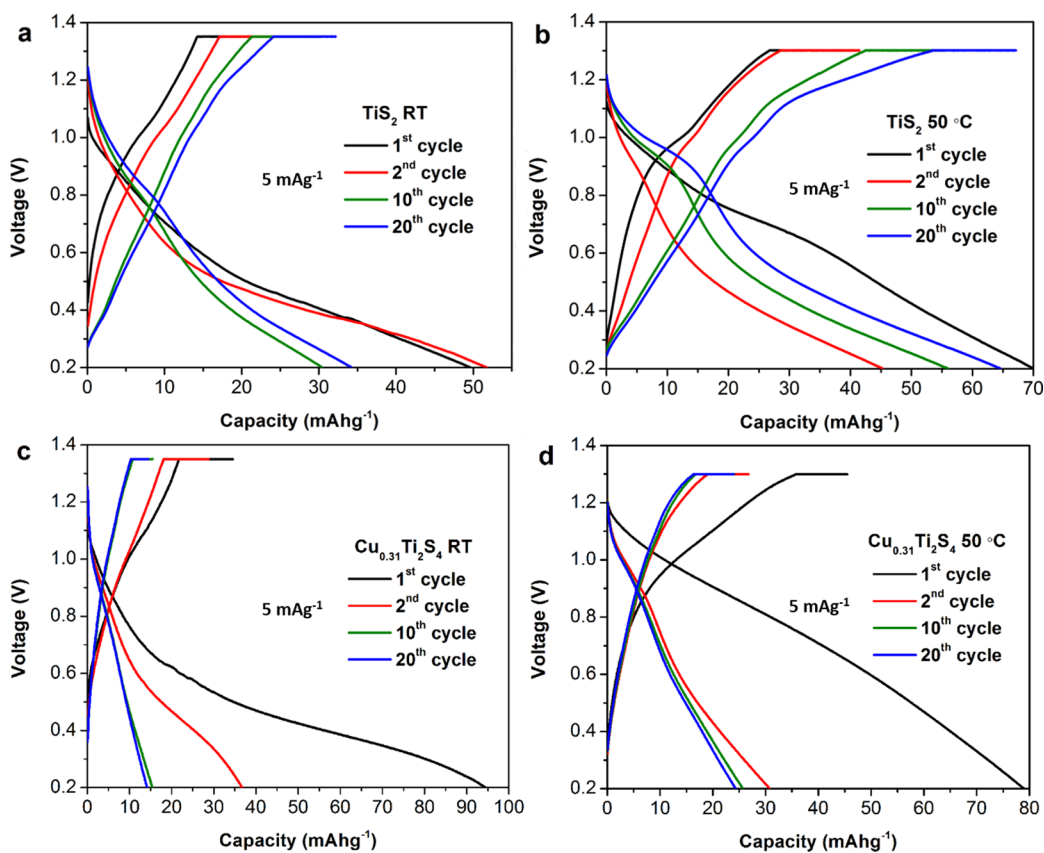 a
1.4
1.2
1.0
0.8
0.6
0.4
0.2
Voltage (V)
TiS2 RT
1st cycle
2nd cycle
10th cycle
20th cycle
5 mAg-1
0 10 20 30 40 50
Capacity (mAhg-1)
b
1.4
1.2
1.0
0.8
0.6
0.4
0.2
Voltage (V)
TiS2 50 °C
1st cycle
2nd cycle
10th cycle
20th cycle
5 mAg-1
0 10 20 30 40 50 60 70
Capacity (mAhg-1)
c
1.4
1.2
1.0
0.8
0.6
0.4
0.2
Voltage (V)
Cu0.31Ti2S4 RT
1st cycle
2nd cycle
10th cycle
20th cycle
5 mAg-1
0 10 20 30 40 50 60 70 80 90 100
Capacity (mAhg-1)
d
1.4
1.2
1.0
0.8
0.6
0.4
0.2
Voltage (V)
Cu0.31Ti2S4 50 °C
1st cycle
2nd cycle
10th cycle
20th cycle
5 mAg-1
0 10 20 30 40 50 60 70 80
Capacity (mAhg-1)